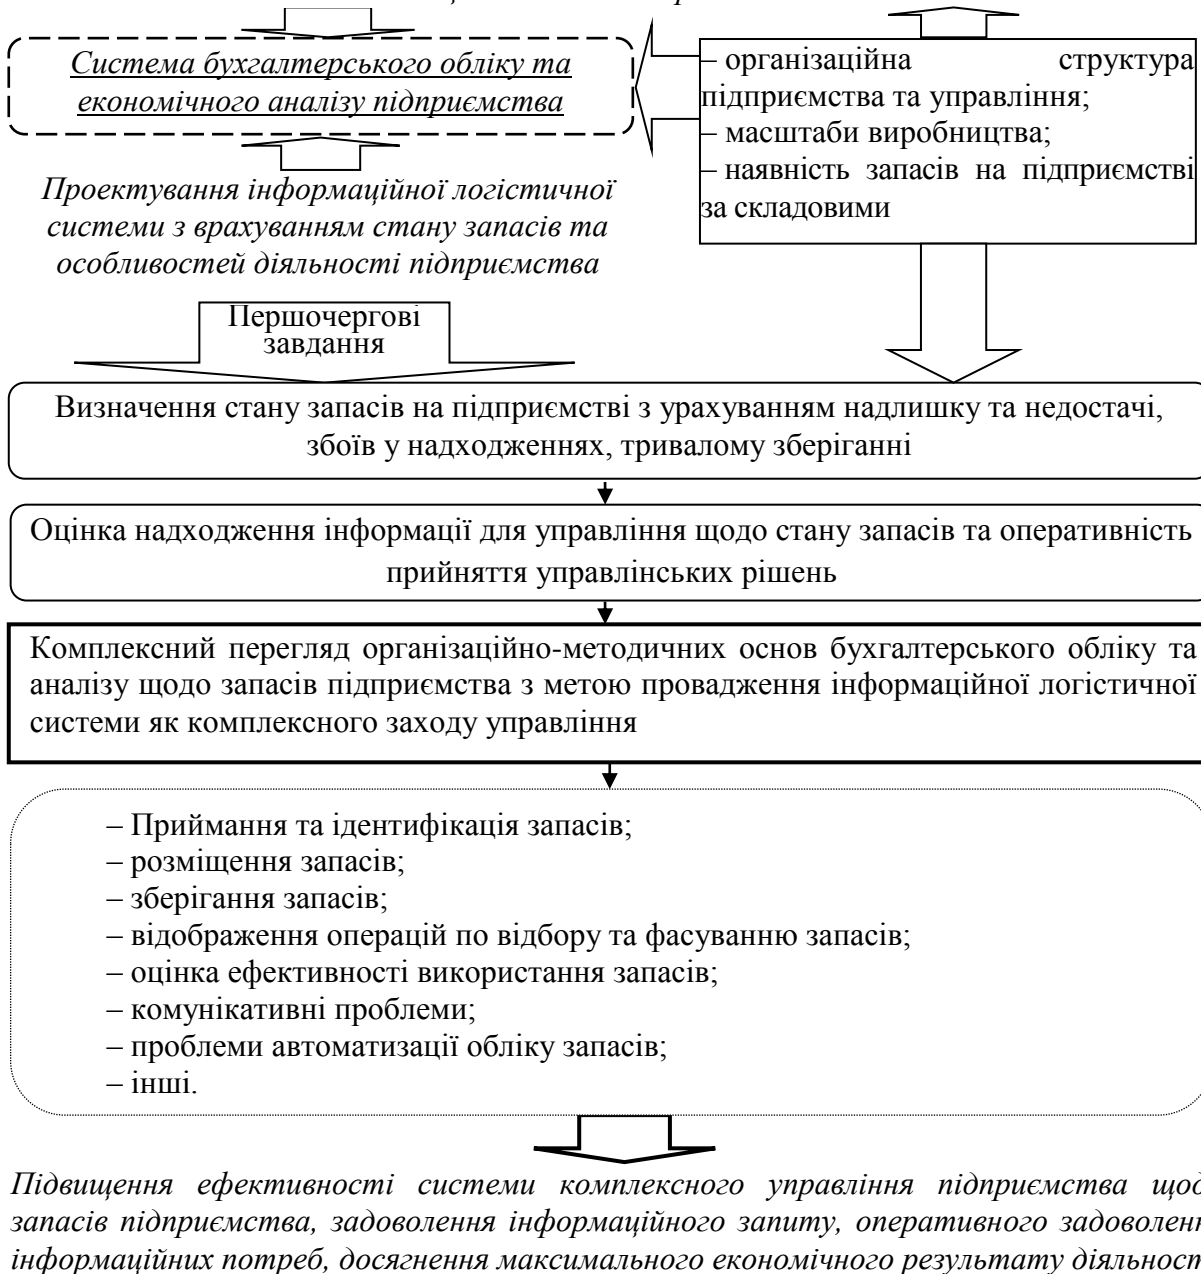 Система бухгалтерського обліку та
економічного аналізу підприємства
– організаційна структура
підприємства та управління;
– масштаби виробництва;
– наявність запасів на підприємстві
за складовими
Проектування інформаційної логістичної
системи з врахуванням стану запасів та
особливостей діяльності підприємства
Першочергові
завдання
Визначення стану запасів на підприємстві з урахуванням надлишку та недостачі,
збоїв у надходженнях, тривалому зберіганні
Оцінка надходження інформації для управління щодо стану запасів та оперативність
прийняття управлінських рішень
Комплексний перегляд організаційно-методичних основ бухгалтерського обліку та
аналізу щодо запасів підприємства з метою провадження інформаційної логістичної
системи як комплексного заходу управління
– Приймання та ідентифікація запасів;
– розміщення запасів;
– зберігання запасів;
– відображення операцій по відбору та фасуванню запасів;
– оцінка ефективності використання запасів;
– комунікативні проблеми;
– проблеми автоматизації обліку запасів;
– інші.
Підвищення ефективності системи комплексного управління підприємства щод
запасів підприємства, задоволення інформаційного запиту, оперативного задоволен
інформаційних потреб, досягнення максимального економічного результату діяльност